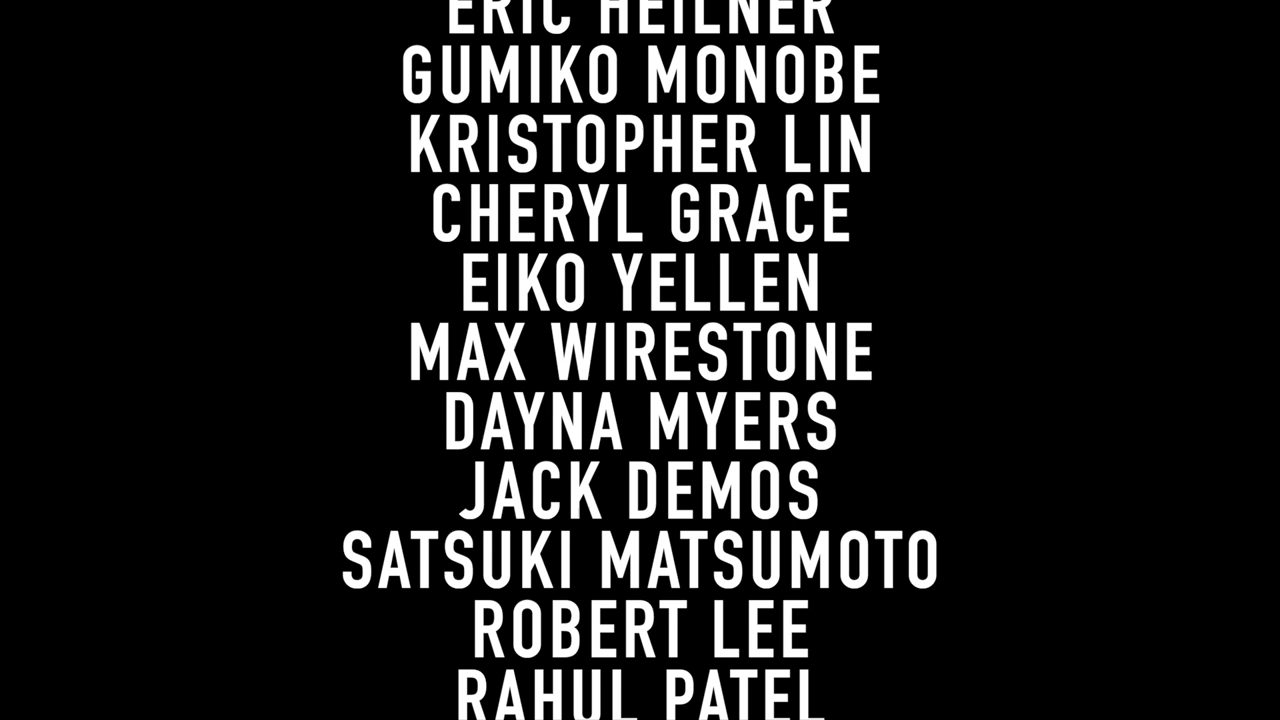 ERIC HEILNER
GUMIKO MONOBE
KRISTOPHER LIN
CHERYL GRACE
EIKO YELLEN
MAX WIRESTONE
DAYNA MYERS
JACK DEMOS
SATSUKI MATSUMOTO
ROBERT LEE
RAHUL PATEL